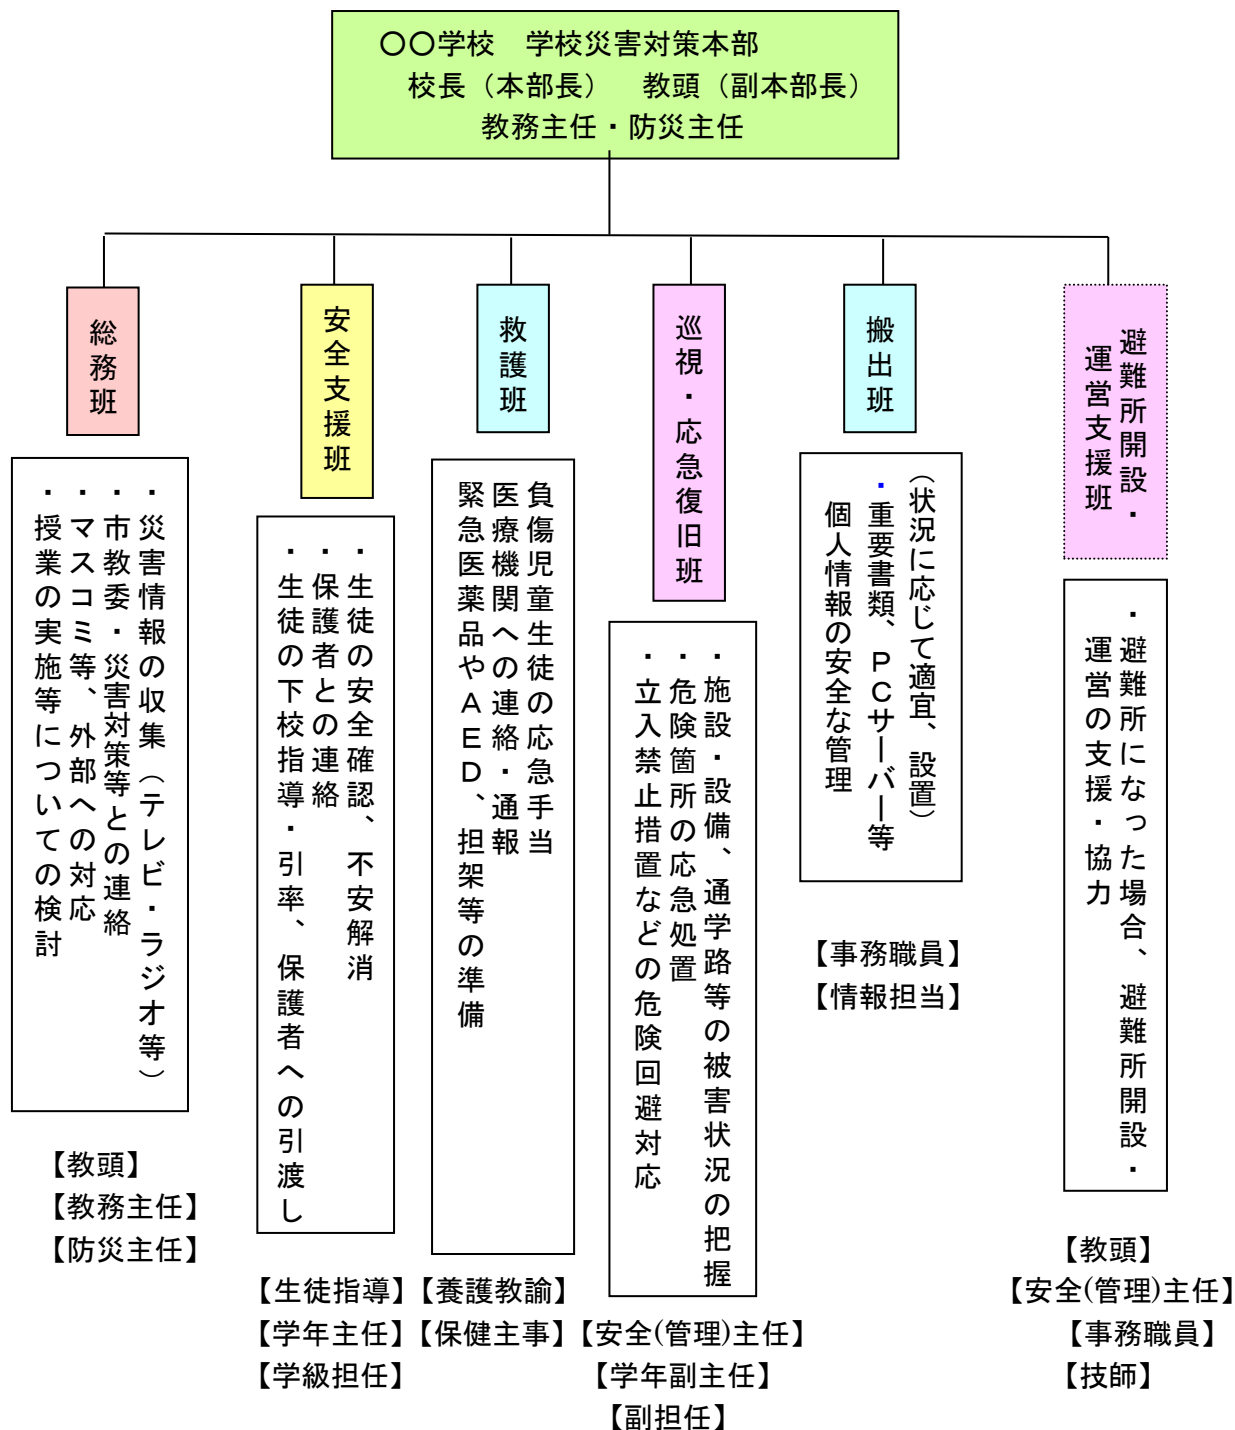 〇〇学校　学校災害対策本部
校長（本部長）　教頭（副本部長）
教務主任・防災主任
総務班
・災害情報の収集（テレビ・ラジオ等）
・市教委・災害対策等との連絡
・マスコミ等、外部への対応
・授業の実施等についての検討
【教頭】
【教務主任】
【防災主任】
安全支援班
・生徒の安全確認、不安解消
・保護者との連絡
・生徒の下校指導・引率、保護者への引渡し
【生徒指導】
【学年主任】
【学級担任】
救護班
負傷児童生徒の応急手当
医療機関への連絡・通報
緊急医薬品やＡＥＤ、担架等の準備
【養護教諭】
【保健主事】
巡視・応急復旧班
・施設・設備、通学路等の被害状況の把握
・危険箇所の応急処置
・立入禁止措置などの危険回避対応
【安全(管理)主任】
【学年副主任】
【副担任】
搬出班
（状況に応じて適宜、設置）
・重要書類、ＰＣサーバー等
個人情報の安全な管理
【事務職員】
【情報担当】
避難所開設・
運営支援班
・避難所になった場合、避難所開設・
運営の支援・協力
【教頭】
【安全(管理)主任】
【事務職員】
【技師】